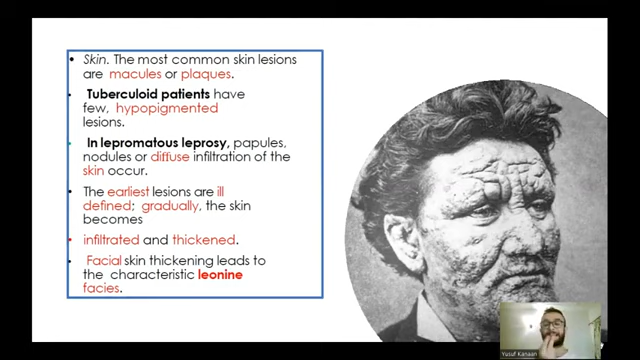 • Skin. The most common skin lesions
are macules or plaques.
• Tuberculoid patients have
few, hypopigmented
lesions.
• In lepromatous leprosy, papules,
nodules or diffuse infiltration of the
skin occur.
• The earliest lesions are ill
defined; gradually, the skin
becomes
• infiltrated and thickened.
• Facial skin thickening leads to
the characteristic leonine
facies.
Yusuf Kanaan